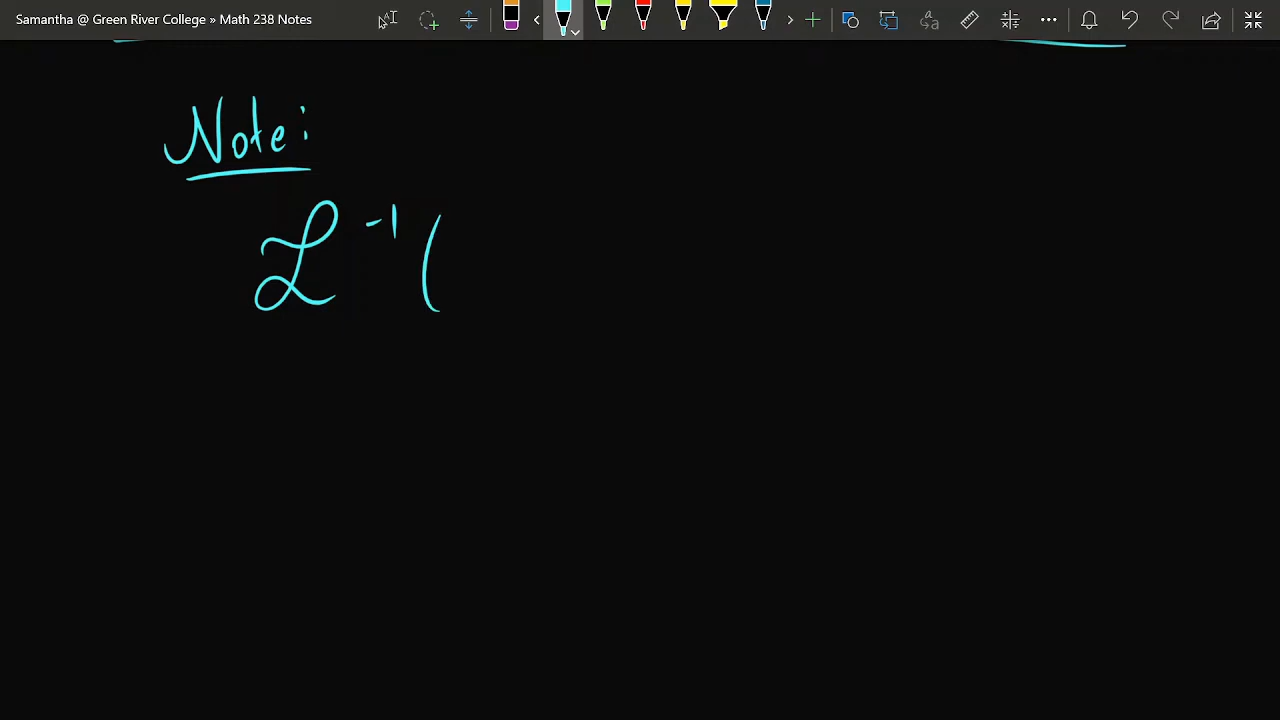 Samantha @ Green River College » Math 238 Notes
Note:
ℒ⁻¹(